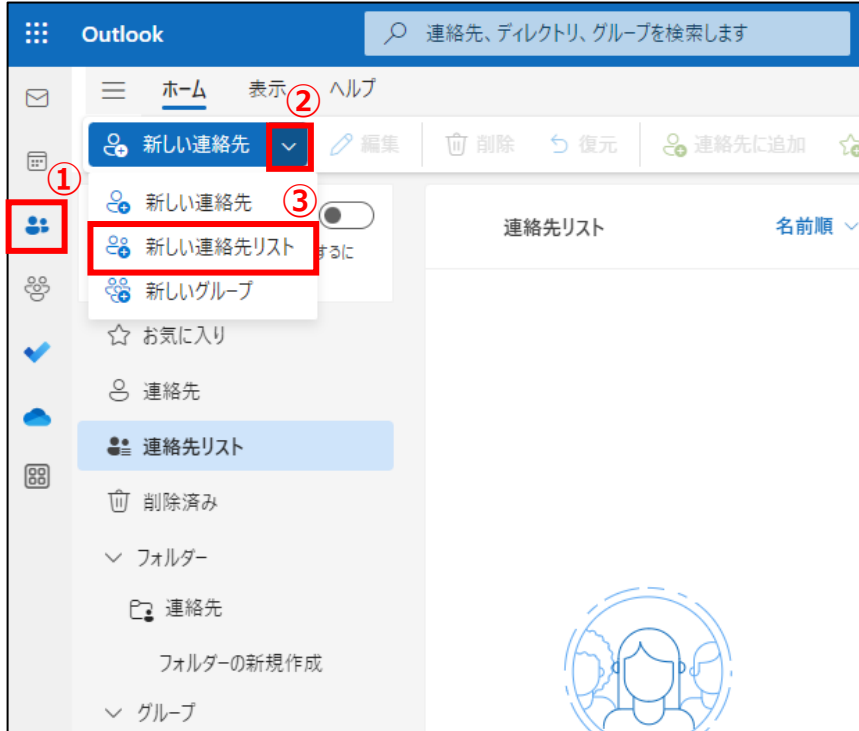 Outlook
連絡先、ディレクトリ、グループを検索します
ホーム 表示 ヘルプ
②
新しい連絡先 編集 削除 復元 連絡先に追加
①
新しい連絡先
③
新しい連絡先リスト
するに
新しいグループ
連絡先リスト 名前順
お気に入り
連絡先
連絡先リスト
削除済み
フォルダー
連絡先
フォルダーの新規作成
グループ